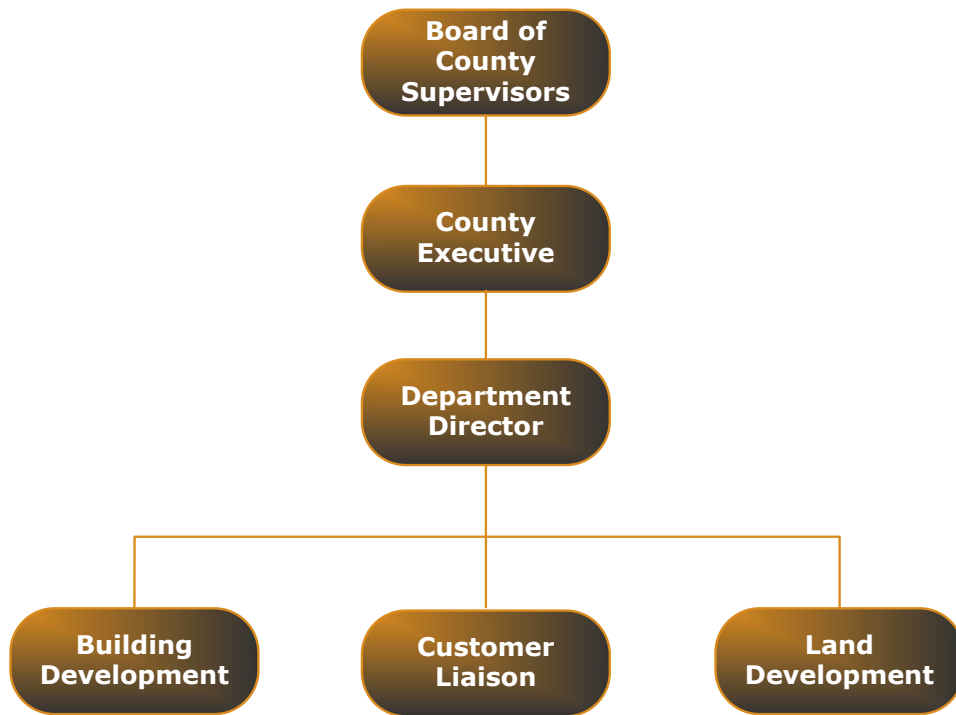 Board of
County
Supervisors
County
Executive
Department
Director
Building
Development
Customer
Liaison
Land
Development